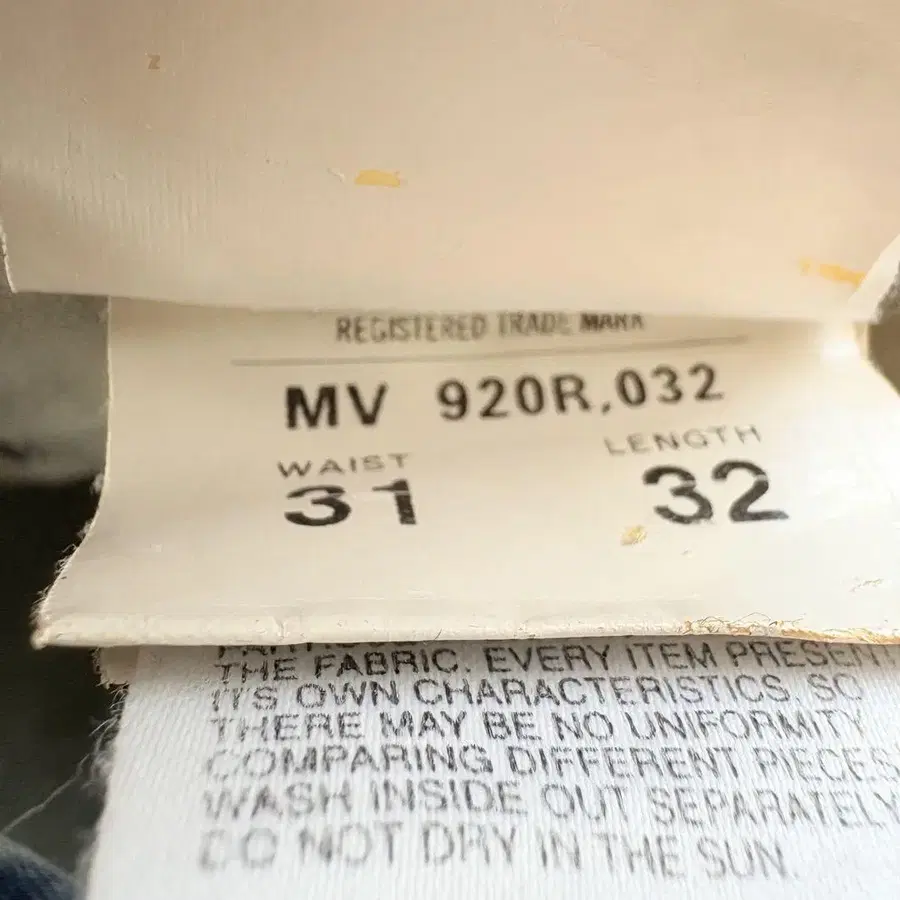 REGISTERED TRADE MARK
MV 920R,032
WAIST LENGTH
31 32
THE FABRIC. EVERY ITEM PRESENT
IT'S OWN CHARACTERISTICS, SO
THERE MAY BE NO UNIFORMITY
COMPARING DIFFERENT PIECES
WASH INSIDE OUT SEPARATELY
DO NOT DRY IN THE SUN.